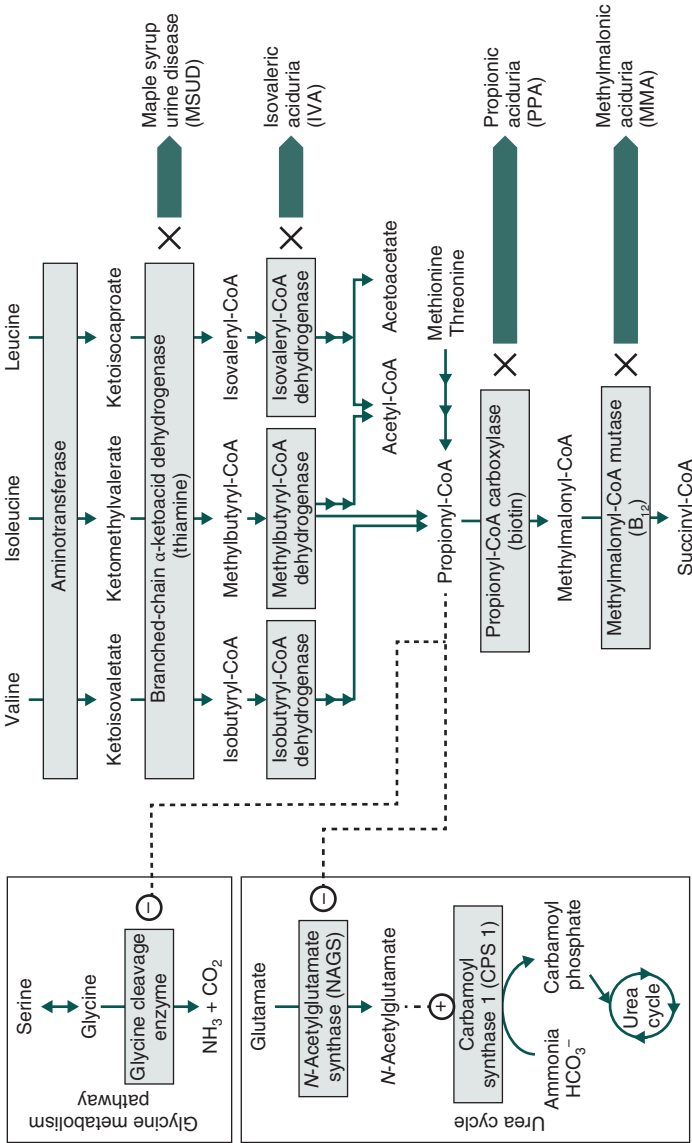 Valine
Isoleucine
Leucine
Aminotransferase
Ketoisovaletate
Ketomethylvalerate
Ketoisocaproate
Branched-chain α-ketoacid dehydrogenase
(thiamine)
Maple syrup
urine disease
(MSUD)
Isobutyryl-CoA
Methylbutyryl-CoA
Isovaleryl-CoA
Isobutyryl-CoA
dehydrogenase
Methylbutyryl-CoA
dehydrogenase
Isovaleryl-CoA
dehydrogenase
Isovaleric
aciduria
(IVA)
Acetyl-CoA
Acetoacetate
Propionyl-CoA
Methionine
Threonine
Propionyl-CoA carboxylase
(biotin)
Propionic
aciduria
(PPA)
Methylmalonyl-CoA
Methylmalonyl-CoA mutase
(B12)
Methylmalonic
aciduria
(MMA)
Succinyl-CoA
Glycine metabolism
pathway
Serine
Glycine
Glycine cleavage
enzyme
−
NH3 + CO2
Urea cycle
Glutamate
N-Acetylglutamate
synthase (NAGS)
−
N-Acetylglutamate
+
Carbamoyl
synthase 1 (CPS 1)
Ammonia
HCO3−
Carbamoyl
phosphate
Urea
cycle